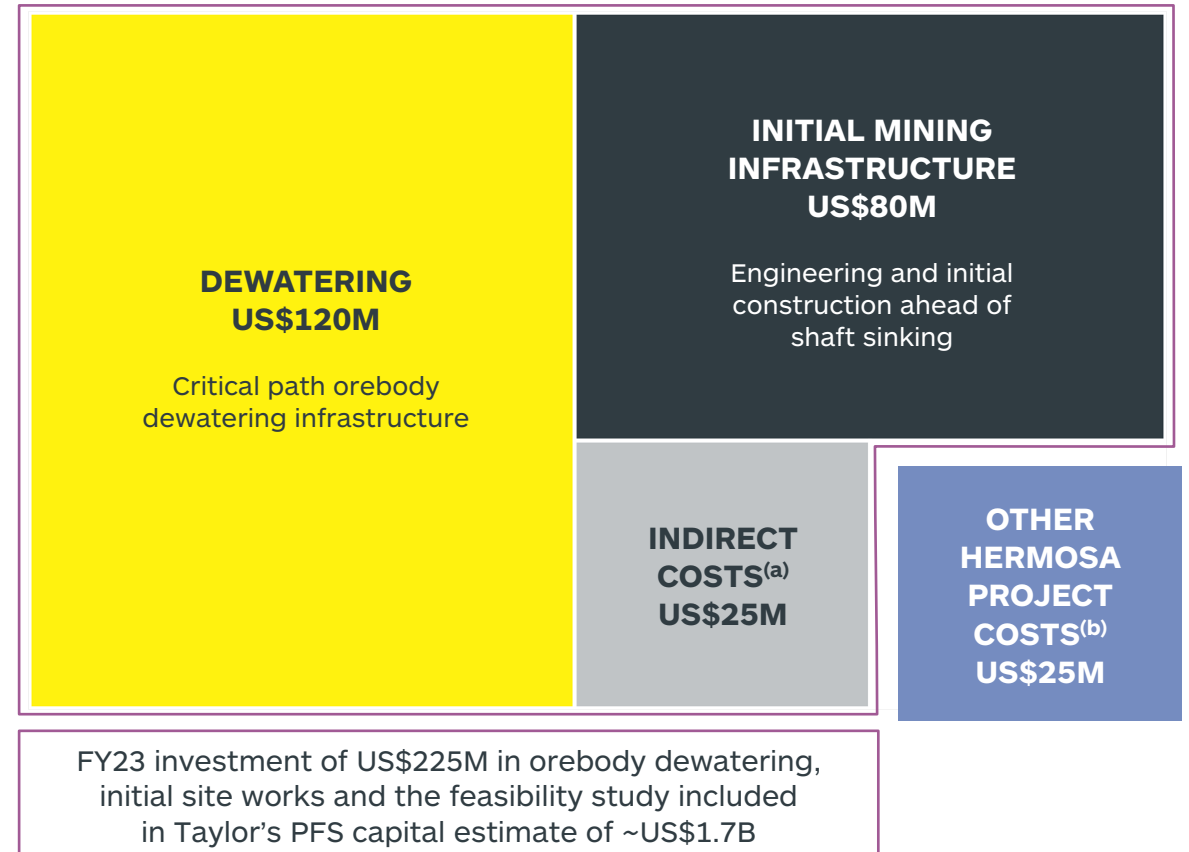 DEWATERING
US$120M
Critical path orebody
dewatering infrastructure
INITIAL MINING
INFRASTRUCTURE
US$80M
Engineering and initial
construction ahead of
shaft sinking
INDIRECT
COSTS(a)
US$25M
OTHER
HERMOSA
PROJECT
COSTS(b)
US$25M
FY23 investment of US$225M in orebody dewatering,
initial site works and the feasibility study included
in Taylor’s PFS capital estimate of ~US$1.7B